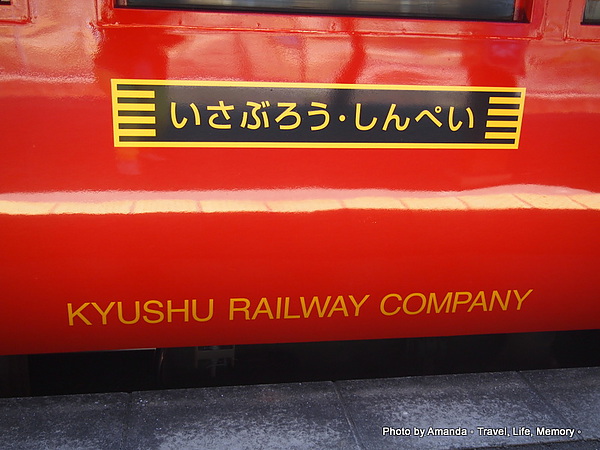 いさぶろう・しんぺい
KYUSHU RAILWAY COMPANY
Photo by Amanda - Travel, Life, Memory -